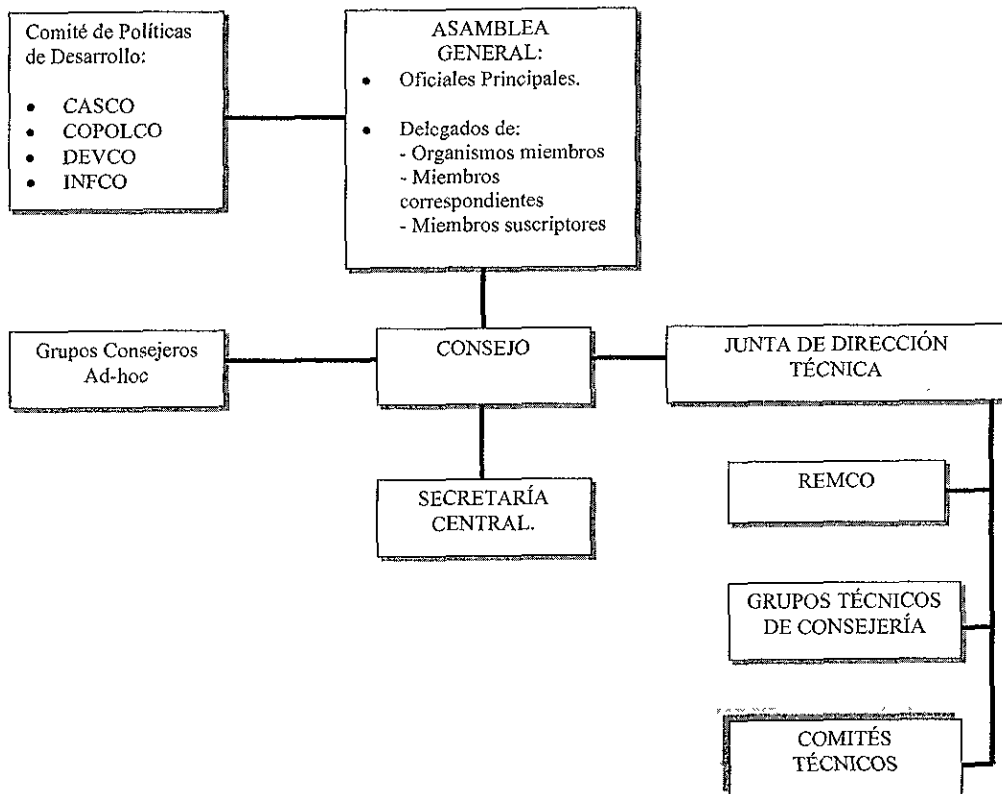 Comité de Políticas
de Desarrollo:
• CASCO
• COPOLCO
• DEVCO
• INFCO
ASAMBLEA
GENERAL:
• Oficiales Principales.
• Delegados de:
- Organismos miembros
- Miembros
correspondientes
- Miembros suscriptores
Grupos Consejeros
Ad-hoc
CONSEJO
JUNTA DE DIRECCIÓN
TÉCNICA
SECRETARÍA
CENTRAL.
REMCO
GRUPOS TÉCNICOS
DE CONSEJERÍA
COMITÉS
TÉCNICOS